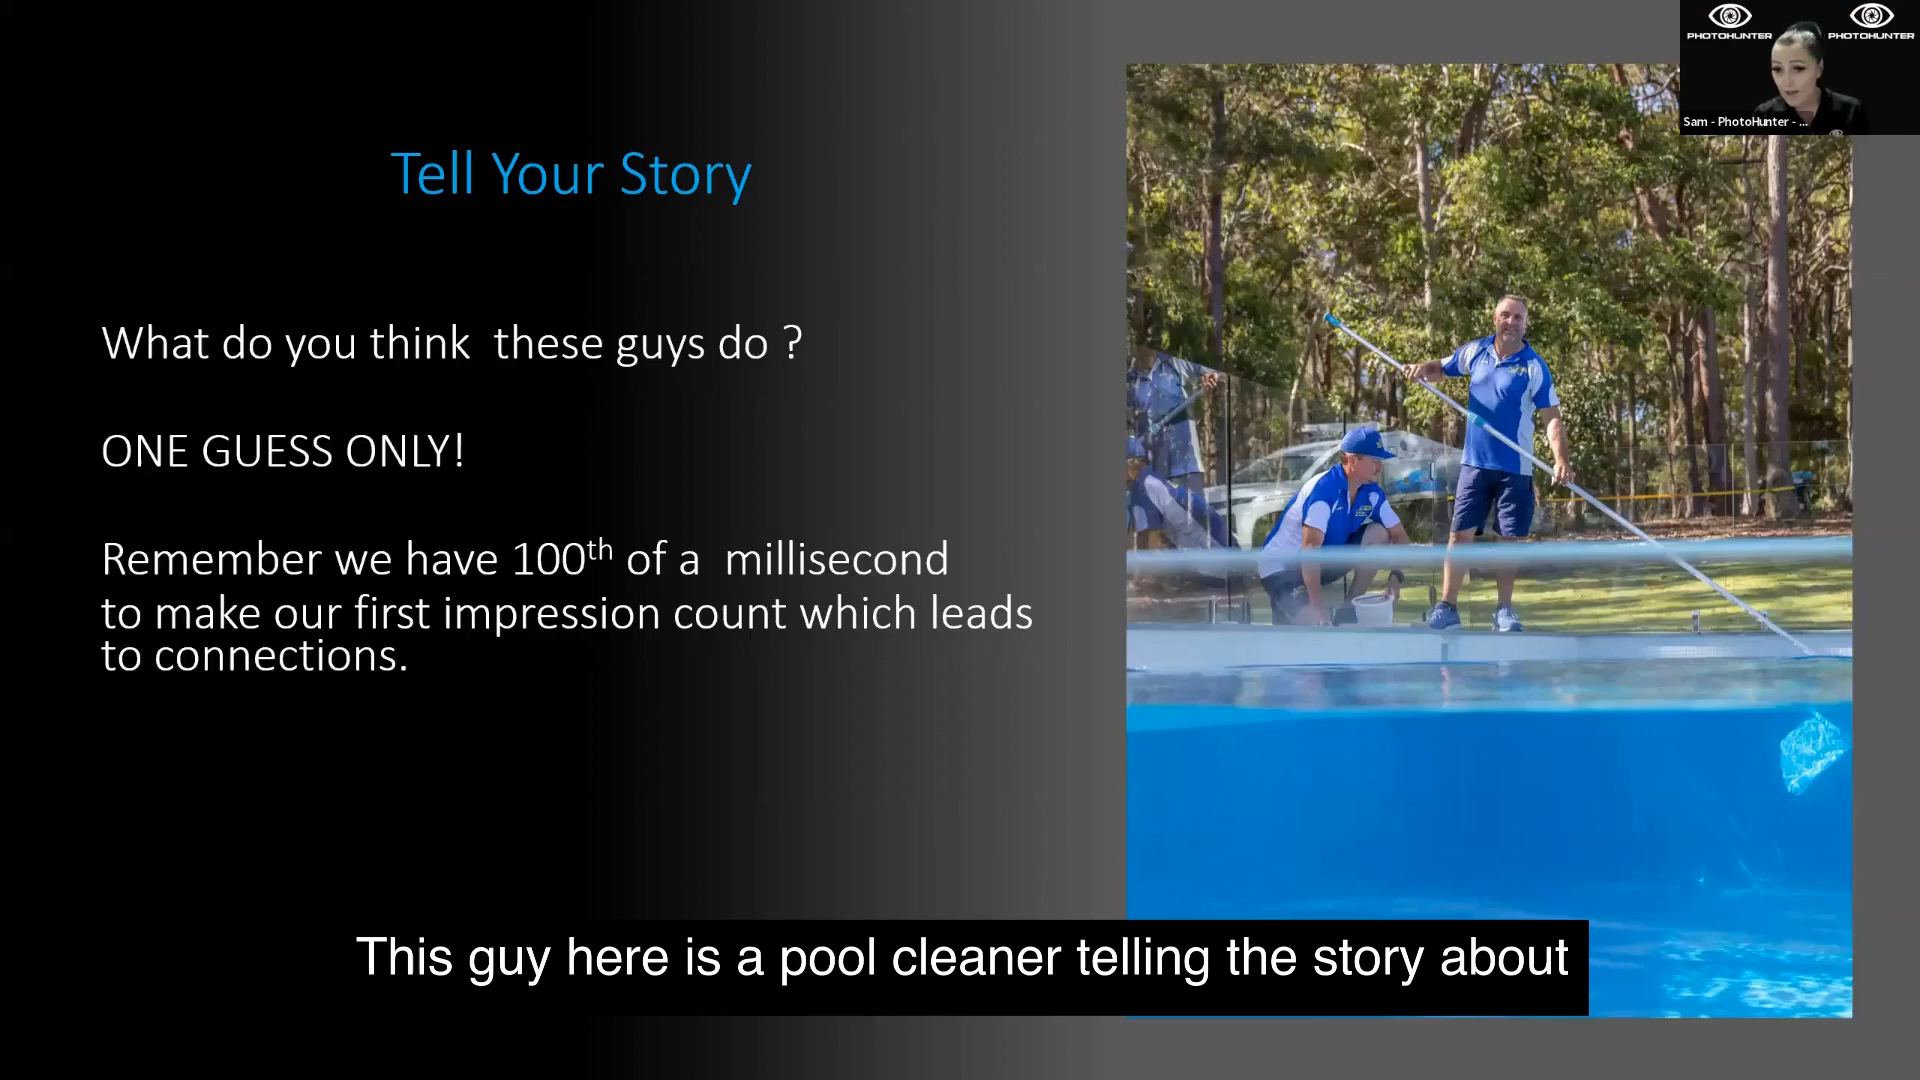 PHOTOHUNTER
PHOTOHUNTER
Sam - PhotoHunter - ...
Tell Your Story
What do you think  these guys do ?
ONE GUESS ONLY!
Remember we have 100th of a  millisecond
to make our first impression count which leads
to connections.
This guy here is a pool cleaner telling the story about